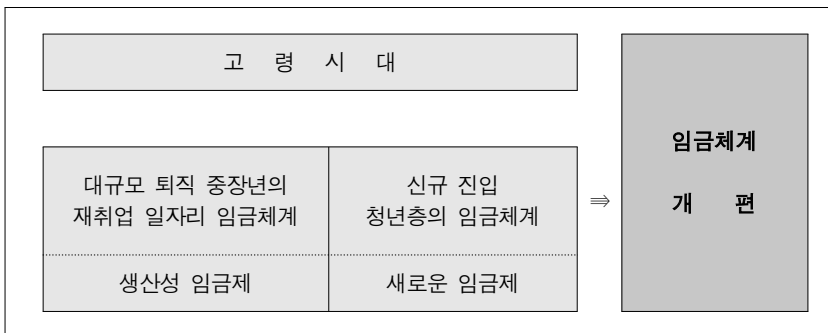 고 령 시 대
대규모 퇴직 중장년의
재취업 일자리 임금체계
신규 진입
청년층의 임금체계
생산성 임금제
새로운 임금제
⇛
임금체계
개 편